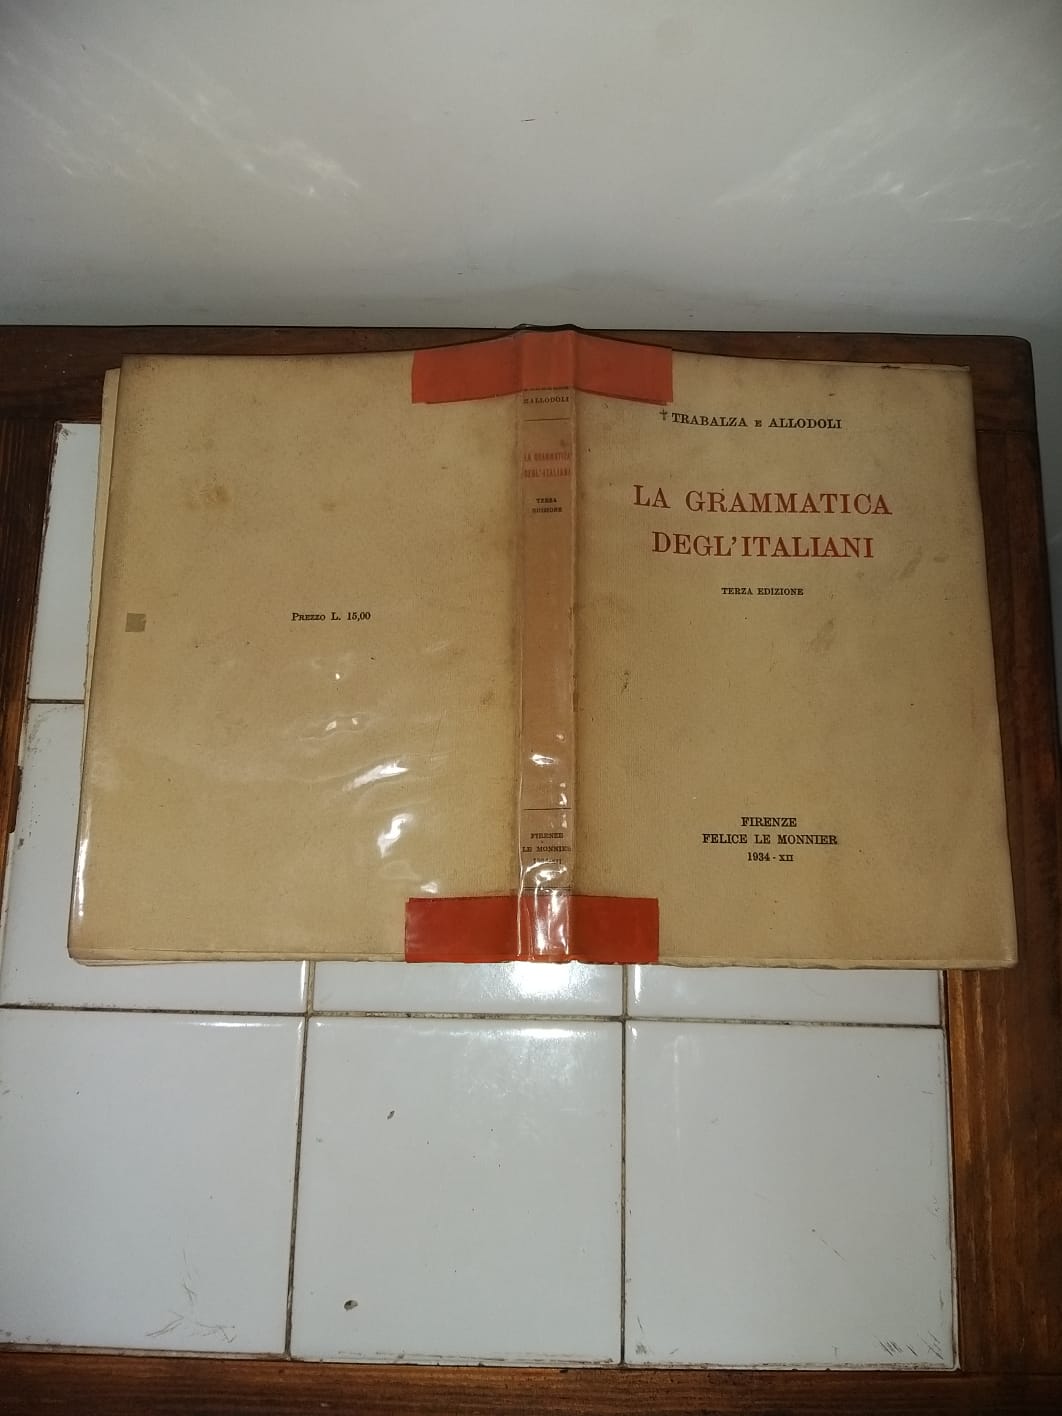 Prezzo L. 15,00
E ALLODOLI
LA GRAMMATICA
DEGL'ITALIANI
TERZA
EDIZIONE
FIRENZE
LE MONNIER
† TRABALZA E ALLODOLI
LA GRAMMATICA
DEGL'ITALIANI
TERZA EDIZIONE
FIRENZE
FELICE LE MONNIER
1934 - XII